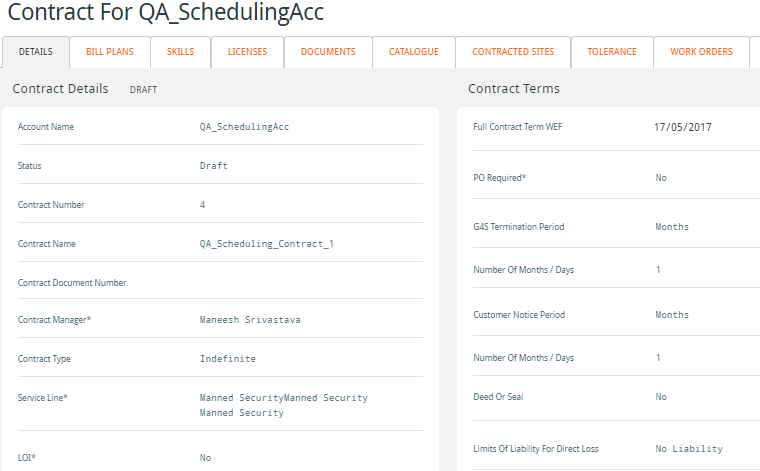 Contract For QA_SchedulingAcc
DETAILS BILL PLANS SKILLS LICENSES DOCUMENTS CATALOGUE CONTRACTED SITES TOLERANCE WORK ORDERS
Contract Details DRAFT
Account Name QA_SchedulingAcc
Status Draft
Contract Number 4
Contract Name QA_Scheduling_Contract_1
Contract Document Number
Contract Manager* Maneesh Srivastava
Contract Type Indefinite
Service Line* Manned SecurityManned Security
Manned Security
LOI* No
Contract Terms
Full Contract Term WEF 17/05/2017
PO Required* No
G4S Termination Period Months
Number Of Months / Days 1
Customer Notice Period Months
Number Of Months / Days 1
Deed Or Seal No
Limits Of Liability For Direct Loss No Liability